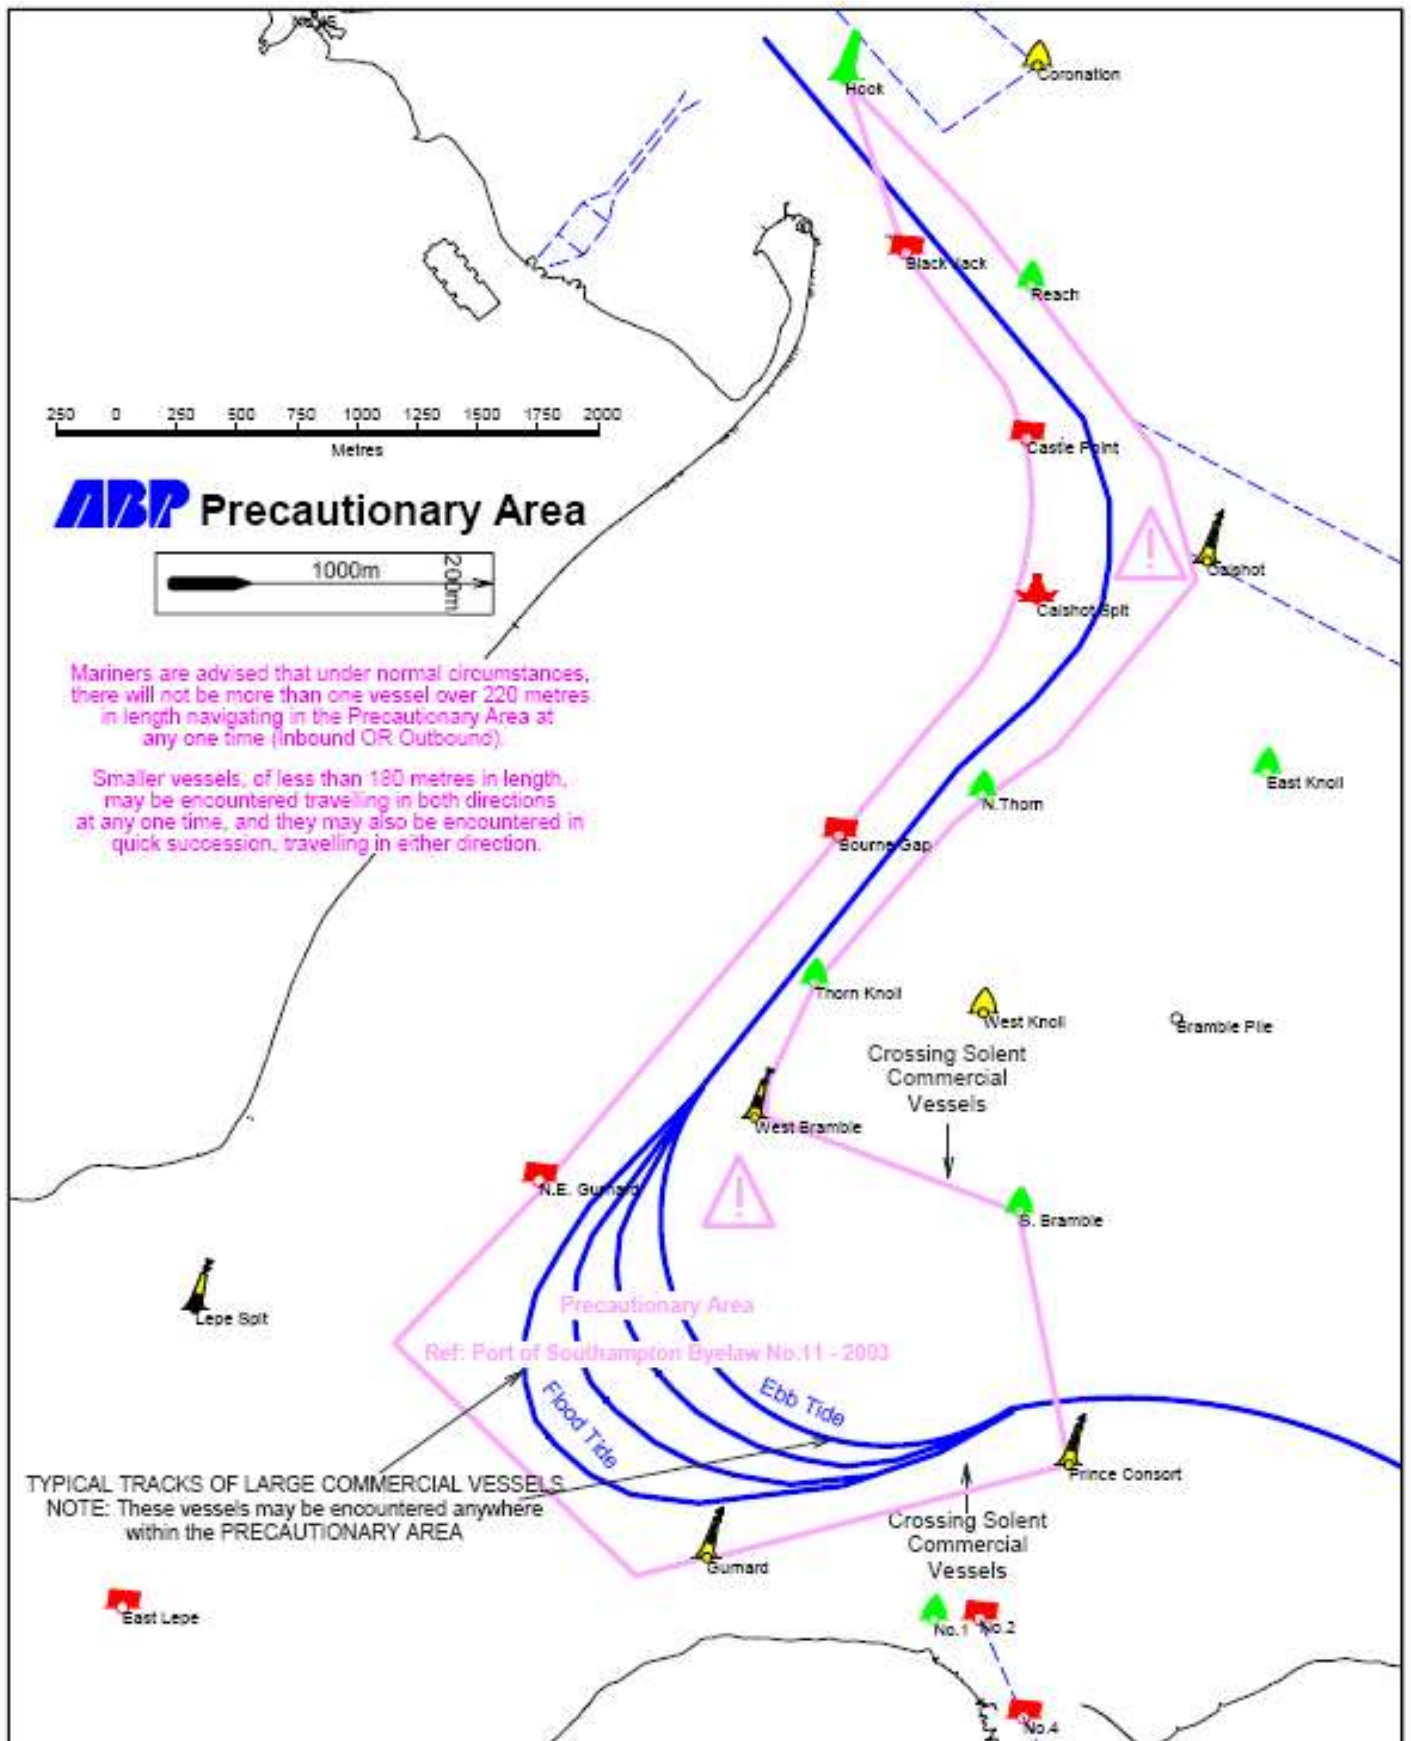 Hook
Coronation
Black Jack
Reach
250 0 250 500 750 1000 1250 1500 1750 2000
Metres
Castle Point
ABP Precautionary Area
1000m
200m
Calshot
Calshot Spit
Mariners are advised that under normal circumstances,
there will not be more than one vessel over 220 metres
in length navigating in the Precautionary Area at
any one time (Inbound OR Outbound).
Smaller vessels, of less than 180 metres in length,
may be encountered travelling in both directions
at any one time, and they may also be encountered in
quick succession, travelling in either direction.
East Knoll
N.Thorn
Bourne Gap
Thorn Knoll
West Knoll
Bramble Pile
Crossing Solent
Commercial
Vessels
West Bramble
N.E. Gurnard
!
!
S. Bramble
Lepe Spit
Precautionary Area
Ref: Port of Southampton Byelaw No.11 - 2003
Ebb Tide
Flood Tide
TYPICAL TRACKS OF LARGE COMMERCIAL VESSELS
NOTE: These vessels may be encountered anywhere
within the PRECAUTIONARY AREA
Prince Consort
Crossing Solent
Commercial
Vessels
Gurnard
East Lepe
No.1
No.2
No.4